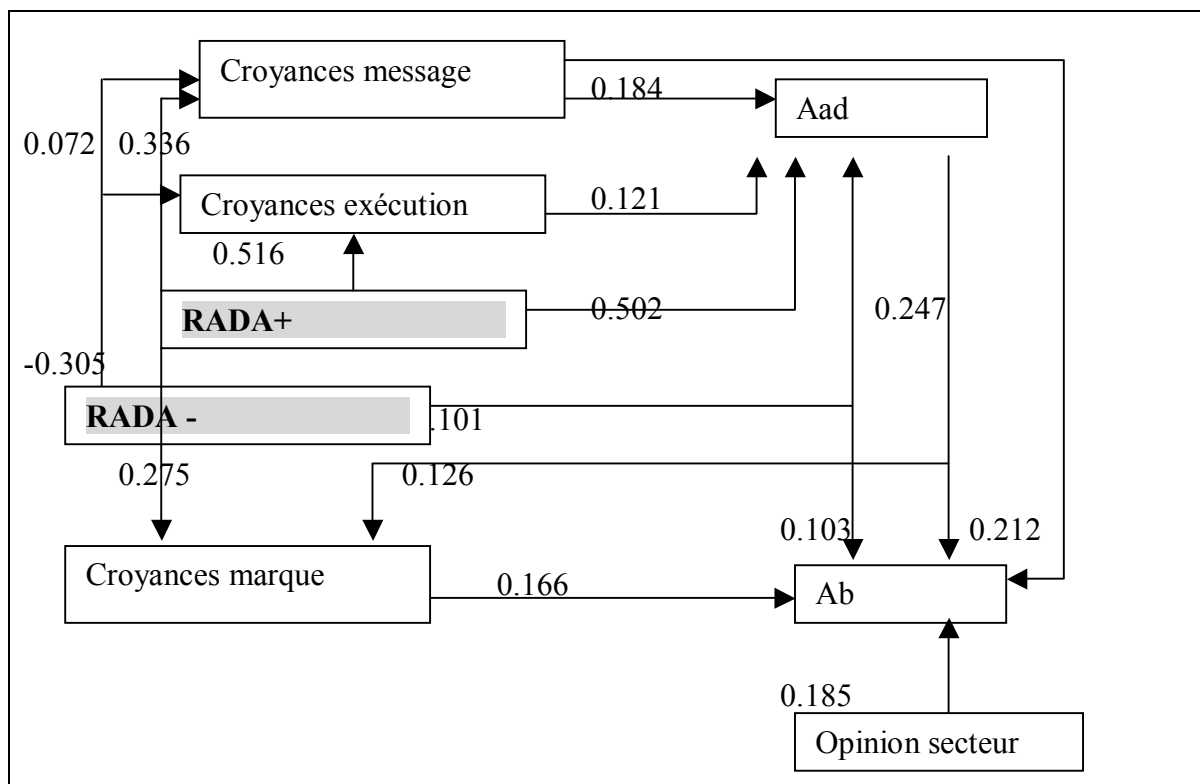 Croyances message
0.184
Aad
0.072
0.336
Croyances exécution
0.121
0.516
RADA+
0.502
0.247
-0.305
RADA -
.101
0.275
0.126
0.103
0.212
Croyances marque
0.166
Ab
0.185
Opinion secteur